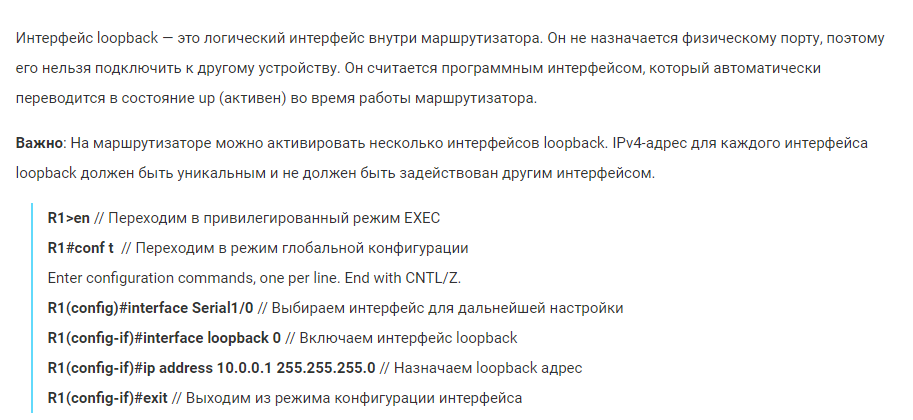 Интерфейс loopback — это логический интерфейс внутри маршрутизатора. Он не назначается физическому порту, поэтому
его нельзя подключить к другому устройству. Он считается программным интерфейсом, который автоматически
переводится в состояние up (активен) во время работы маршрутизатора.
Важно: На маршрутизаторе можно активировать несколько интерфейсов loopback. IPv4-адрес для каждого интерфейса
loopback должен быть уникальным и не должен быть задействован другим интерфейсом.
R1>en // Переходим в привилегированный режим EXEC
R1#conf t // Переходим в режим глобальной конфигурации
Enter configuration commands, one per line. End with CNTL/Z.
R1(config)#interface Serial1/0 // Выбираем интерфейс для дальнейшей настройки
R1(config-if)#interface loopback 0 // Включаем интерфейс loopback
R1(config-if)#ip address 10.0.0.1 255.255.255.0 // Назначаем loopback адрес
R1(config-if)#exit // Выходим из режима конфигурации интерфейса